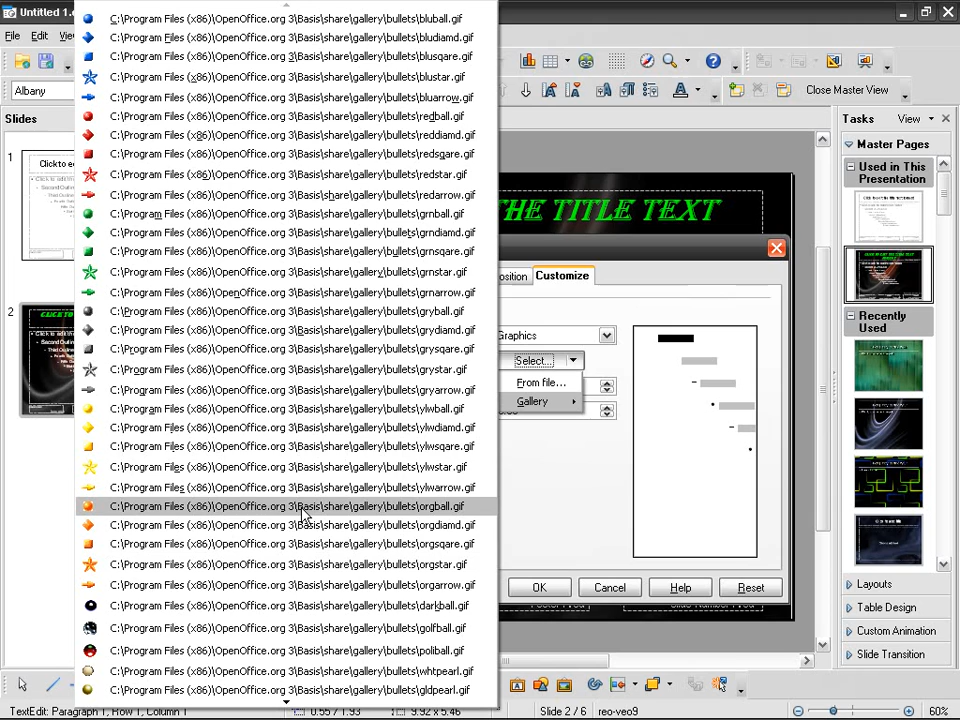 Untitled 1.
File Edit Vie
Albany
Close Master View
Slides
1
Click to e
2
C:\Program Files (x86)\OpenOffice.org 3\Basis\share\gallery\bullets\bluball.gif
C:\Program Files (x86)\OpenOffice.org 3\Basis\share\gallery\bullets\bludiamd.gif
C:\Program Files (x86)\OpenOffice.org 3\Basis\share\gallery\bullets\blusqare.gif
C:\Program Files (x86)\OpenOffice.org 3\Basis\share\gallery\bullets\blustar.gif
C:\Program Files (x86)\OpenOffice.org 3\Basis\share\gallery\bullets\bluarrow.gif
C:\Program Files (x86)\OpenOffice.org 3\Basis\share\gallery\bullets\redball.gif
C:\Program Files (x86)\OpenOffice.org 3\Basis\share\gallery\bullets\reddiamd.gif
C:\Program Files (x86)\OpenOffice.org 3\Basis\share\gallery\bullets\redsqare.gif
C:\Program Files (x86)\OpenOffice.org 3\Basis\share\gallery\bullets\redstar.gif
C:\Program Files (x86)\OpenOffice.org 3\Basis\share\gallery\bullets\redarrow.gif
C:\Program Files (x86)\OpenOffice.org 3\Basis\share\gallery\bullets\grnball.gif
C:\Program Files (x86)\OpenOffice.org 3\Basis\share\gallery\bullets\grndiamd.gif
C:\Program Files (x86)\OpenOffice.org 3\Basis\share\gallery\bullets\grnsqare.gif
C:\Program Files (x86)\OpenOffice.org 3\Basis\share\gallery\bullets\grnstar.gif
C:\Program Files (x86)\OpenOffice.org 3\Basis\share\gallery\bullets\grnarrow.gif
C:\Program Files (x86)\OpenOffice.org 3\Basis\share\gallery\bullets\gryball.gif
C:\Program Files (x86)\OpenOffice.org 3\Basis\share\gallery\bullets\grydiamd.gif
C:\Program Files (x86)\OpenOffice.org 3\Basis\share\gallery\bullets\grysqare.gif
C:\Program Files (x86)\OpenOffice.org 3\Basis\share\gallery\bullets\grystar.gif
C:\Program Files (x86)\OpenOffice.org 3\Basis\share\gallery\bullets\gryarrow.gif
C:\Program Files (x86)\OpenOffice.org 3\Basis\share\gallery\bullets\ylwball.gif
C:\Program Files (x86)\OpenOffice.org 3\Basis\share\gallery\bullets\ylwdiamd.gif
C:\Program Files (x86)\OpenOffice.org 3\Basis\share\gallery\bullets\ylwsqare.gif
C:\Program Files (x86)\OpenOffice.org 3\Basis\share\gallery\bullets\ylwstar.gif
C:\Program Files (x86)\OpenOffice.org 3\Basis\share\gallery\bullets\ylwarrow.gif
C:\Program Files (x86)\OpenOffice.org 3\Basis\share\gallery\bullets\orgball.gif
C:\Program Files (x86)\OpenOffice.org 3\Basis\share\gallery\bullets\orgdiamd.gif
C:\Program Files (x86)\OpenOffice.org 3\Basis\share\gallery\bullets\orgsqare.gif
C:\Program Files (x86)\OpenOffice.org 3\Basis\share\gallery\bullets\orgstar.gif
C:\Program Files (x86)\OpenOffice.org 3\Basis\share\gallery\bullets\orgarrow.gif
C:\Program Files (x86)\OpenOffice.org 3\Basis\share\gallery\bullets\darkball.gif
C:\Program Files (x86)\OpenOffice.org 3\Basis\share\gallery\bullets\golfball.gif
C:\Program Files (x86)\OpenOffice.org 3\Basis\share\gallery\bullets\poliball.gif
C:\Program Files (x86)\OpenOffice.org 3\Basis\share\gallery\bullets\whtpearl.gif
C:\Program Files (x86)\OpenOffice.org 3\Basis\share\gallery\bullets\gldpearl.gif
THE TITLE TEXT
osition Customize
Graphics
Select...
From file...
Gallery
OK Cancel Help Reset
Tasks View
Master Pages
Used in This
Presentation
Recently
Used
Layouts
Table Design
Custom Animation
Slide Transition
TextEdit: Paragraph 1, Row 1, Column 1 0.55 / 1.93 9.92 x 5.46 Slide 2 / 6 reo-veo9 60%